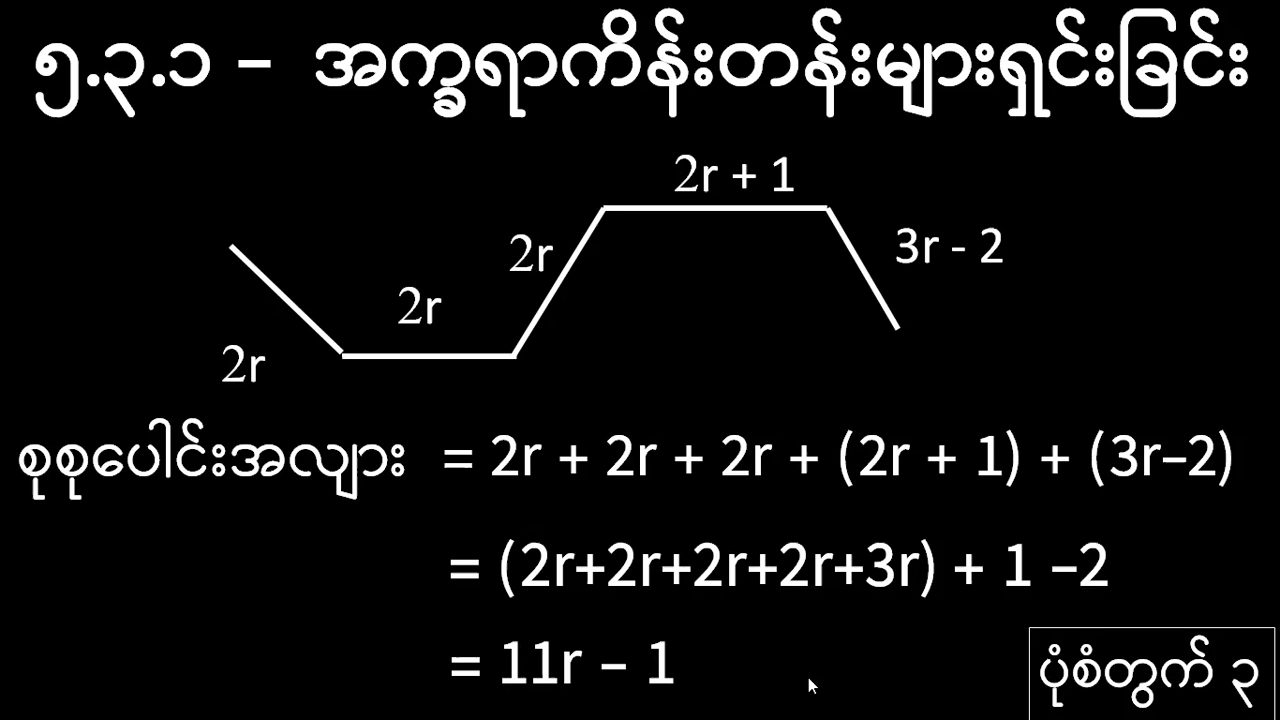 ၅.၃.၁ – အက္ခရာကိန်းတန်းများရှင်းခြင်း
2r + 1
2r
3r - 2
2r
2r
စုစုပေါင်းအလျား = 2r + 2r + 2r + (2r + 1) + (3r–2)
= (2r+2r+2r+2r+3r) + 1 –2
= 11r – 1
ပုံစံတွက် ၃